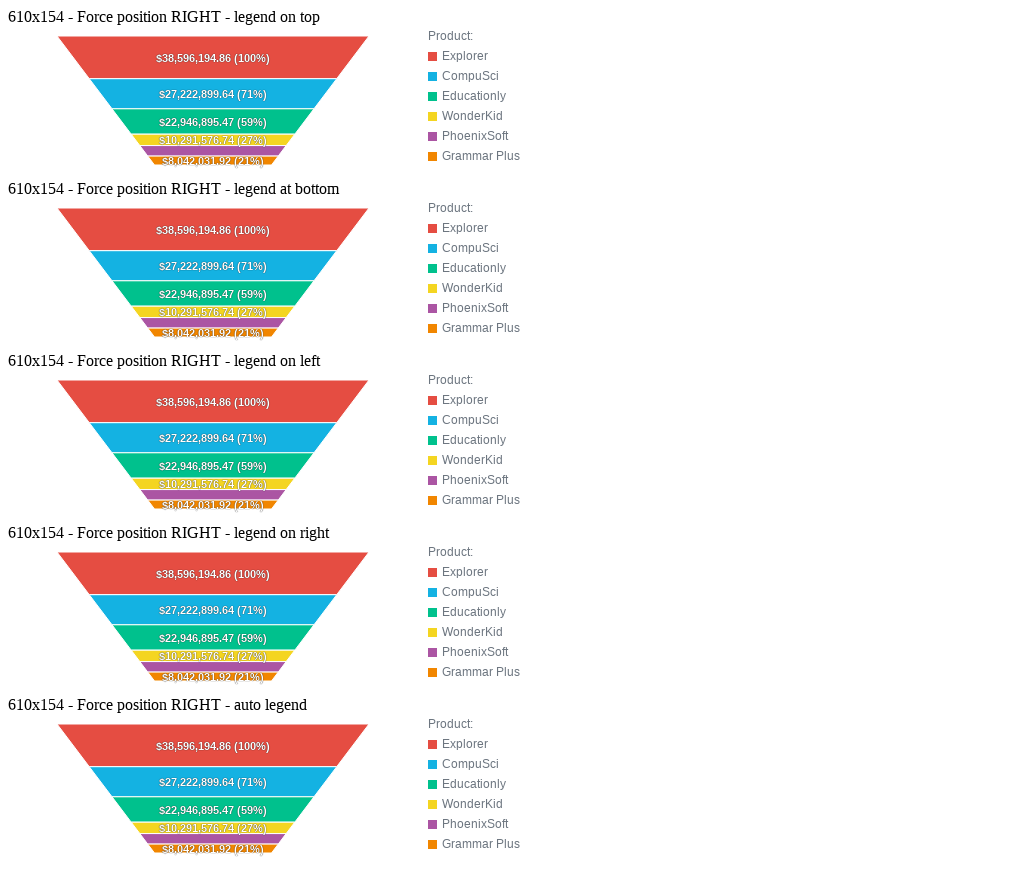 610x154 - Force position RIGHT - legend on top
$38,596,194.86 (100%)
$27,222,899.64 (71%)
$22,946,895.47 (59%)
$10,291,576.74 (27%)
$8,042,031.92 (21%)
Product:
Explorer
CompuSci
Educationly
WonderKid
PhoenixSoft
Grammar Plus
610x154 - Force position RIGHT - legend at bottom
$38,596,194.86 (100%)
$27,222,899.64 (71%)
$22,946,895.47 (59%)
$10,291,576.74 (27%)
$8,042,031.92 (21%)
Product:
Explorer
CompuSci
Educationly
WonderKid
PhoenixSoft
Grammar Plus
610x154 - Force position RIGHT - legend on left
$38,596,194.86 (100%)
$27,222,899.64 (71%)
$22,946,895.47 (59%)
$10,291,576.74 (27%)
$8,042,031.92 (21%)
Product:
Explorer
CompuSci
Educationly
WonderKid
PhoenixSoft
Grammar Plus
610x154 - Force position RIGHT - legend on right
$38,596,194.86 (100%)
$27,222,899.64 (71%)
$22,946,895.47 (59%)
$10,291,576.74 (27%)
$8,042,031.92 (21%)
Product:
Explorer
CompuSci
Educationly
WonderKid
PhoenixSoft
Grammar Plus
610x154 - Force position RIGHT - auto legend
$38,596,194.86 (100%)
$27,222,899.64 (71%)
$22,946,895.47 (59%)
$10,291,576.74 (27%)
$8,042,031.92 (21%)
Product:
Explorer
CompuSci
Educationly
WonderKid
PhoenixSoft
Grammar Plus